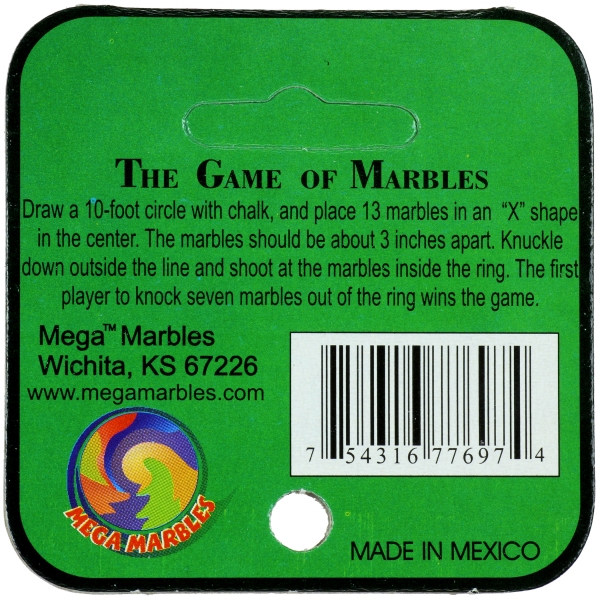 THE GAME OF MARBLES
Draw a 10-foot circle with chalk, and place 13 marbles in an "X" shape
in the center. The marbles should be about 3 inches apart. Knuckle
down outside the line and shoot at the marbles inside the ring. The first
player to knock seven marbles out of the ring wins the game.
Mega™ Marbles
Wichita, KS 67226
www.megamarbles.com
7 54316 77697 4
MEGA MARBLES
MADE IN MEXICO